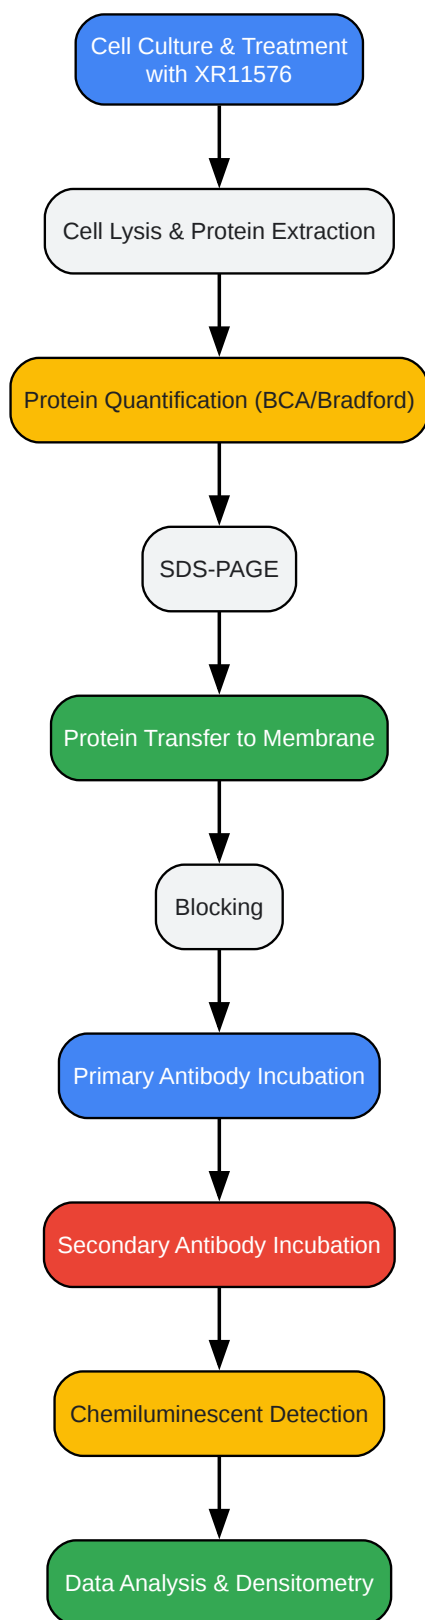 Cell Culture & Treatment
with XR11576
Cell Lysis & Protein Extraction
Protein Quantification (BCA/Bradford)
SDS-PAGE
Protein Transfer to Membrane
Blocking
Primary Antibody Incubation
Secondary Antibody Incubation
Chemiluminescent Detection
Data Analysis & Densitometry